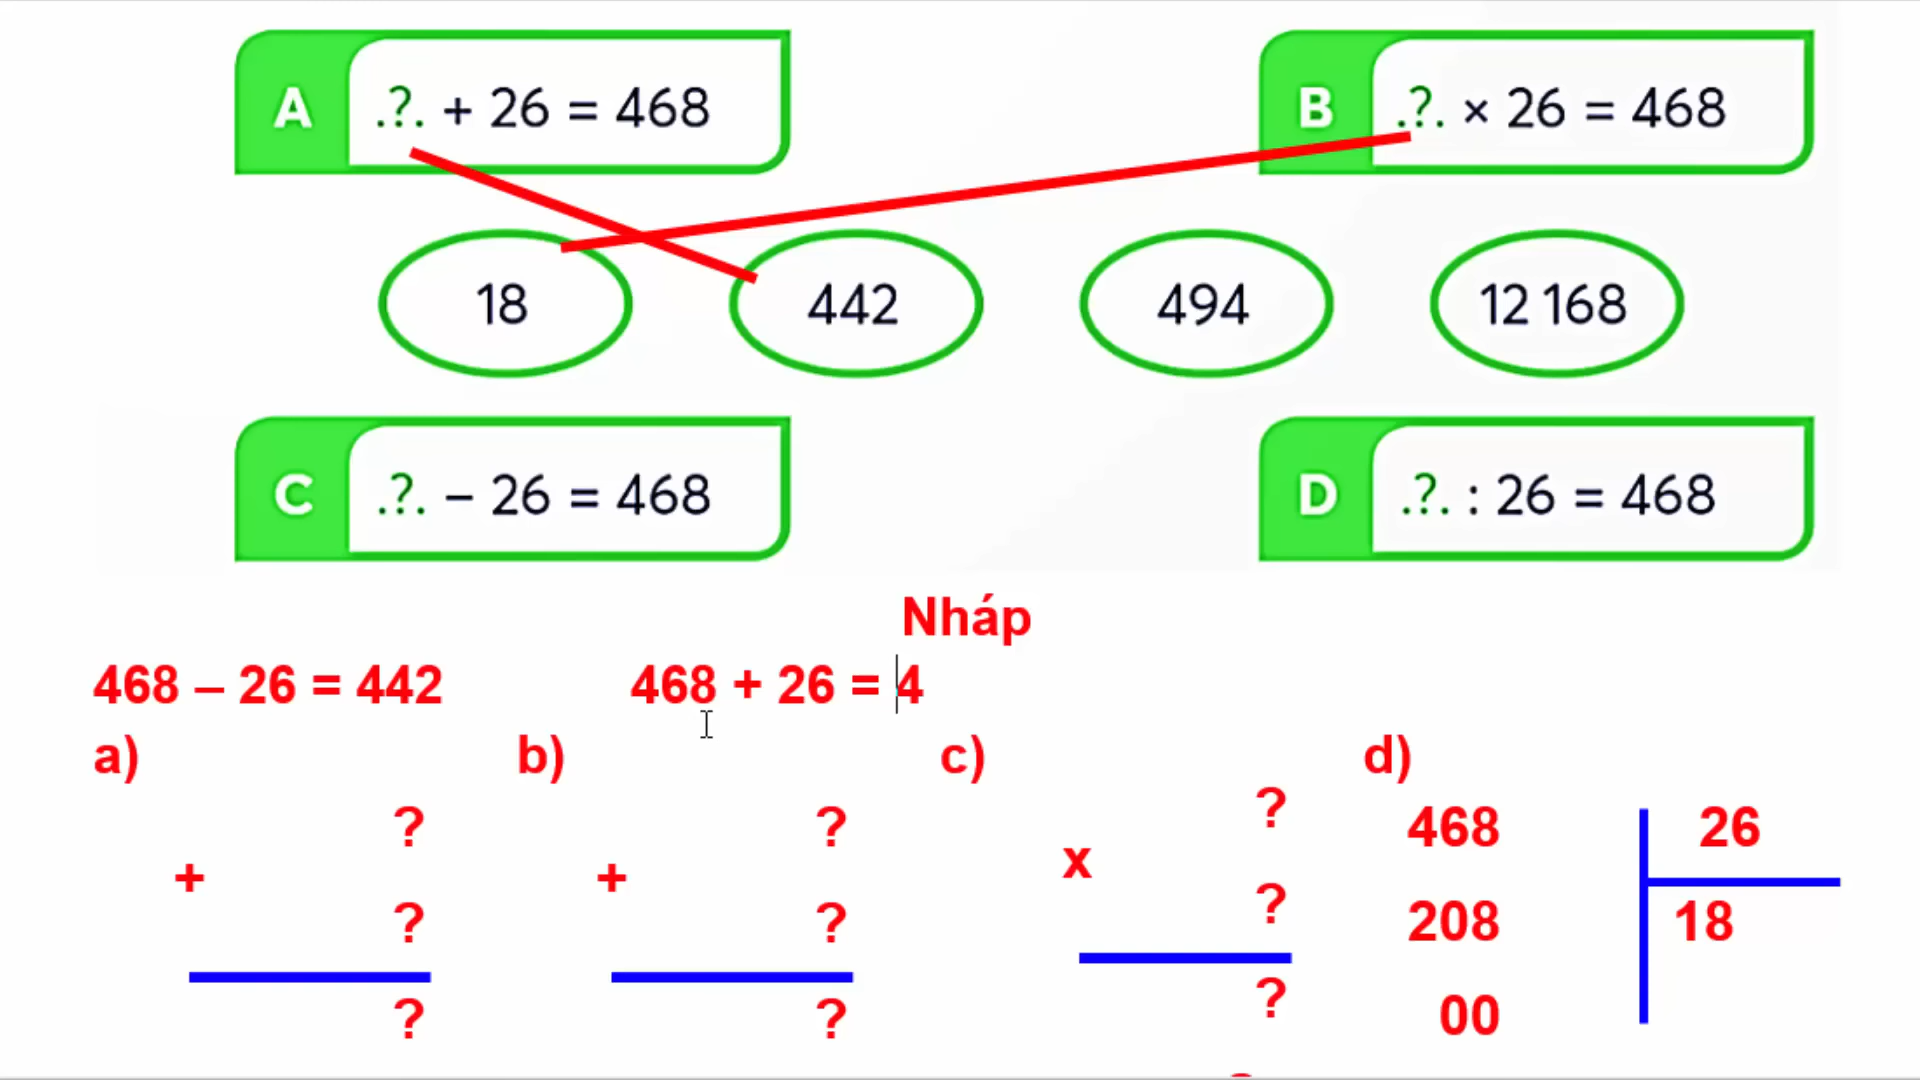 A .?. + 26 = 468
B .?. × 26 = 468
18 442 494 12 168
C .?. – 26 = 468
D .?. : 26 = 468
Nháp
468 – 26 = 442 468 + 26 = 4
a) b) c) d)
? ? ? 468 26
+ + x
? ? ? 208 18
? ? ? 00